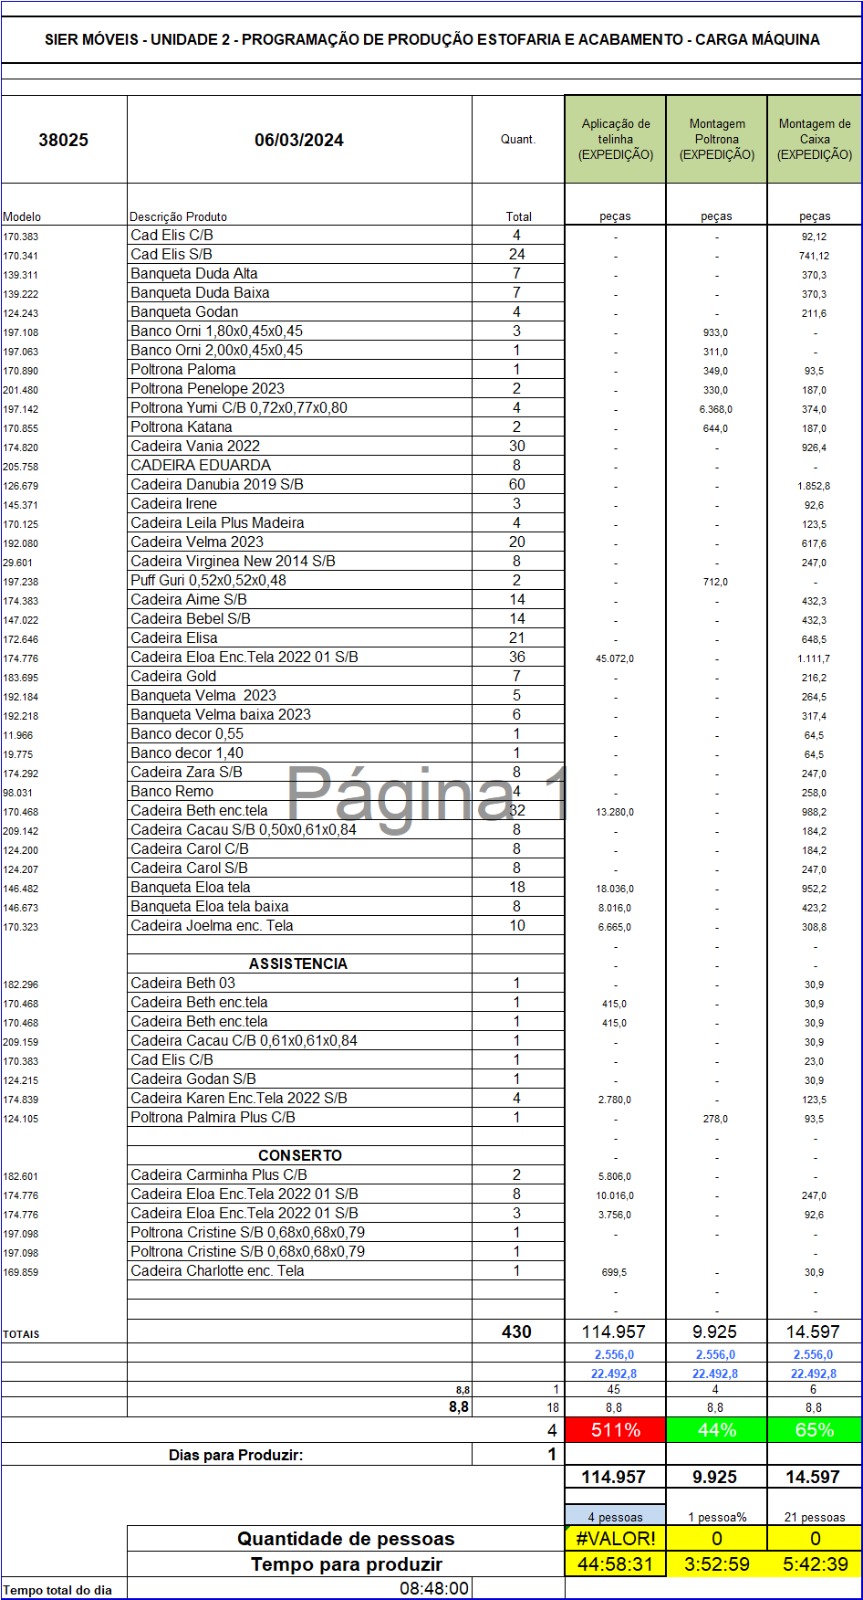 SIER MÓVEIS - UNIDADE 2 - PROGRAMAÇÃO DE PRODUÇÃO ESTOFARIA E ACABAMENTO - CARGA MÁQUINA
38025 06/03/2024 Quant. Aplicação de telinha (EXPEDIÇÃO) Montagem Poltrona (EXPEDIÇÃO) Montagem de Caixa (EXPEDIÇÃO)
Modelo Descrição Produto Total peças peças peças
170.383 Cad Elis C/B 4 - - 92,12
170.341 Cad Elis S/B 24 - - 741,12
139.311 Banqueta Duda Alta 7 - - 370,3
139.222 Banqueta Duda Baixa 7 - - 370,3
124.243 Banqueta Godan 4 - - 211,6
197.108 Banco Orni 1,80x0,45x0,45 3 - 933,0 -
197.063 Banco Orni 2,00x0,45x0,45 1 - 311,0 -
170.890 Poltrona Paloma 1 - 349,0 93,5
201.480 Poltrona Penelope 2023 2 - 330,0 187,0
197.142 Poltrona Yumi C/B 0,72x0,77x0,80 4 - 6.368,0 374,0
170.855 Poltrona Katana 2 - 644,0 187,0
174.820 Cadeira Vania 2022 30 - - 926,4
205.758 CADEIRA EDUARDA 8 - - -
126.679 Cadeira Danubia 2019 S/B 60 - - 1.852,8
145.371 Cadeira Irene 3 - - 92,6
170.125 Cadeira Leila Plus Madeira 4 - - 123,5
192.080 Cadeira Velma 2023 20 - - 617,6
29.601 Cadeira Virginea New 2014 S/B 8 - - 247,0
197.238 Puff Guri 0,52x0,52x0,48 2 - 712,0 -
174.383 Cadeira Aime S/B 14 - - 432,3
147.022 Cadeira Bebel S/B 14 - - 432,3
172.646 Cadeira Elisa 21 - - 648,5
174.776 Cadeira Eloa Enc.Tela 2022 01 S/B 36 45.072,0 - 1.111,7
183.695 Cadeira Gold 7 - - 216,2
192.184 Banqueta Velma  2023 5 - - 264,5
192.218 Banqueta Velma baixa 2023 6 - - 317,4
11.966 Banco decor 0,55 1 - - 64,5
19.775 Banco decor 1,40 1 - - 64,5
174.292 Cadeira Zara S/B 8 - - 247,0
98.031 Banco Remo 4 - - 258,0
Página 1
170.468 Cadeira Beth enc.tela 32 13.280,0 - 988,2
209.142 Cadeira Cacau S/B 0,50x0,61x0,84 8 - - 184,2
124.200 Cadeira Carol C/B 8 - - 184,2
124.207 Cadeira Carol S/B 8 - - 247,0
146.482 Banqueta Eloa tela 18 18.036,0 - 952,2
146.673 Banqueta Eloa tela baixa 8 8.016,0 - 423,2
170.323 Cadeira Joelma enc. Tela 10 6.665,0 - 308,8
- - -
ASSISTENCIA - - -
182.296 Cadeira Beth 03 1 - - 30,9
170.468 Cadeira Beth enc.tela 1 415,0 - 30,9
170.468 Cadeira Beth enc.tela 1 415,0 - 30,9
209.159 Cadeira Cacau C/B 0,61x0,61x0,84 1 - - 30,9
170.383 Cad Elis C/B 1 - - 23,0
124.215 Cadeira Godan S/B 1 - - 30,9
174.839 Cadeira Karen Enc.Tela 2022 S/B 4 2.780,0 - 123,5
124.105 Poltrona Palmira Plus C/B 1 - 278,0 93,5
- - -
CONSERTO - - -
182.601 Cadeira Carminha Plus C/B 2 5.806,0 - -
174.776 Cadeira Eloa Enc.Tela 2022 01 S/B 8 10.016,0 - 247,0
174.776 Cadeira Eloa Enc.Tela 2022 01 S/B 3 3.756,0 - 92,6
197.098 Poltrona Cristine S/B 0,68x0,68x0,79 1 - - -
197.098 Poltrona Cristine S/B 0,68x0,68x0,79 1 -
169.859 Cadeira Charlotte enc. Tela 1 699,5 - 30,9
- - -
- - -
TOTAIS 430 114.957 9.925 14.597
2.556,0 2.556,0 2.556,0
22.492,8 22.492,8 22.492,8
8,8 1 45 4 6
8,8 18 8,8 8,8 8,8
4 511% 44% 65%
Dias para Produzir: 1
114.957 9.925 14.597
4 pessoas 1 pessoa% 21 pessoas
Quantidade de pessoas #VALOR! 0 0
Tempo para produzir 44:58:31 3:52:59 5:42:39
Tempo total do dia 08:48:00